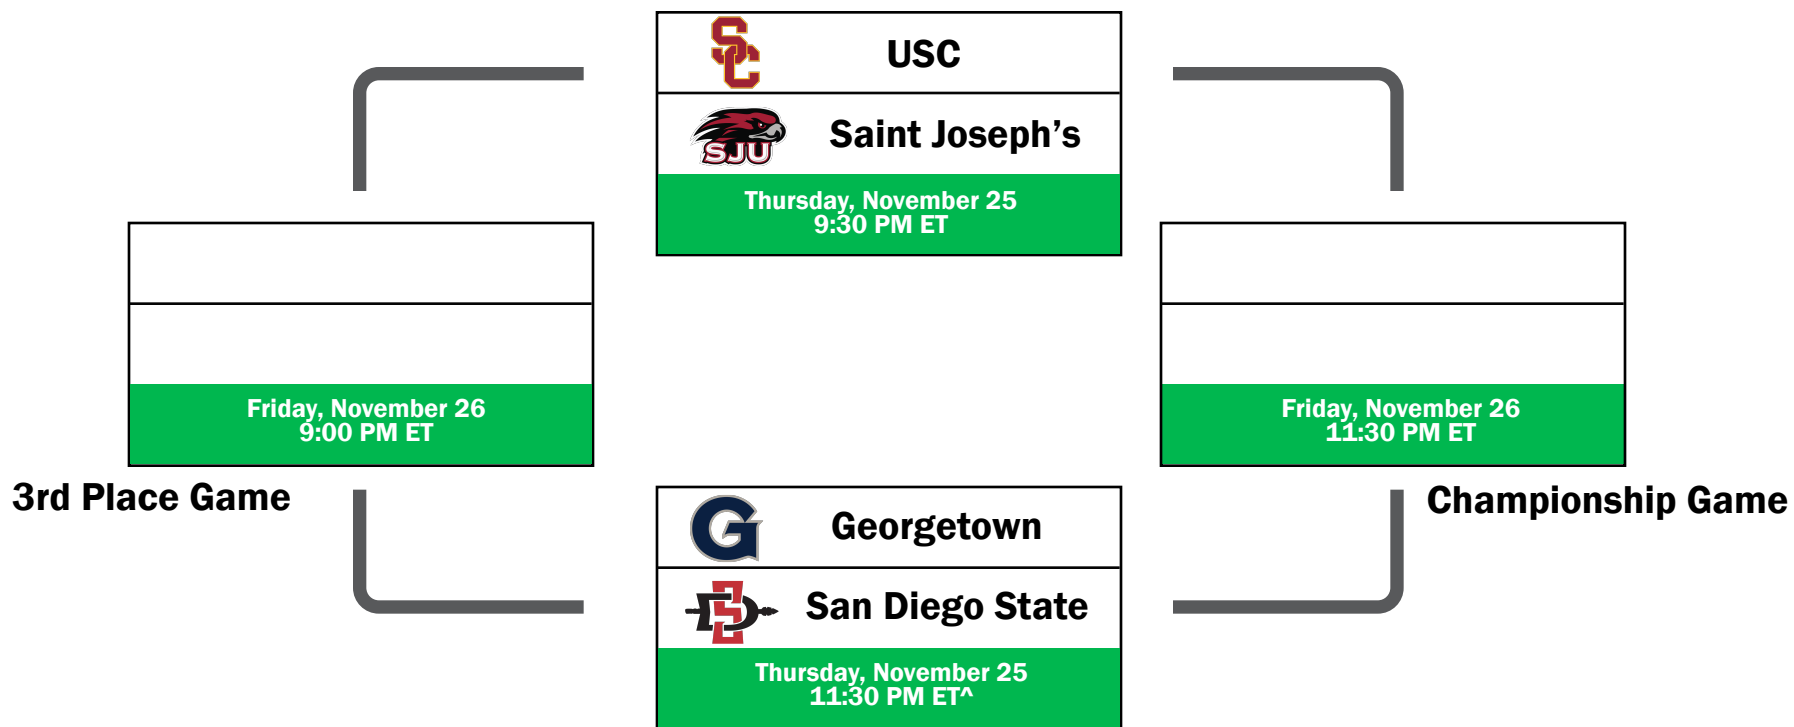 USC
SJU
Saint Joseph’s
Thursday, November 25
9:30 PM ET
Friday, November 26
9:00 PM ET
3rd Place Game
Friday, November 26
11:30 PM ET
Championship Game
G
Georgetown
San Diego State
Thursday, November 25
11:30 PM ET^